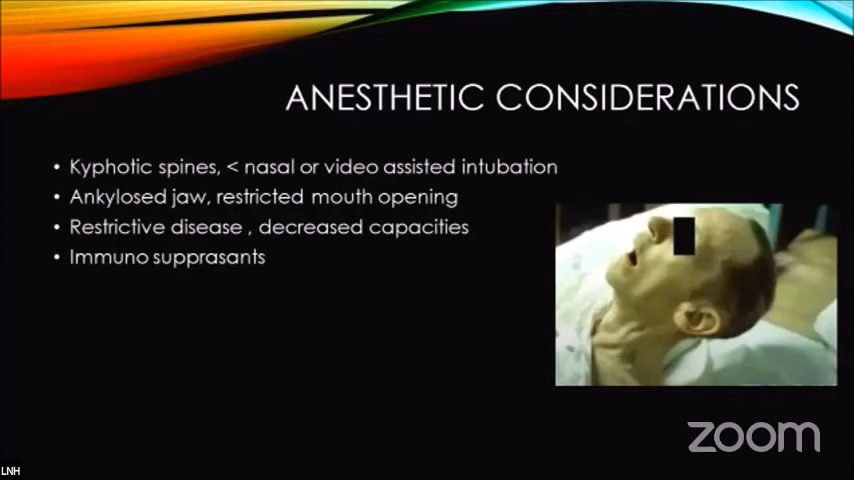 ANESTHETIC CONSIDERATIONS
• Kyphotic spines, < nasal or video assisted intubation
• Ankylosed jaw, restricted mouth opening
• Restrictive disease , decreased capacities
• Immuno supprasants
zoom
LNH